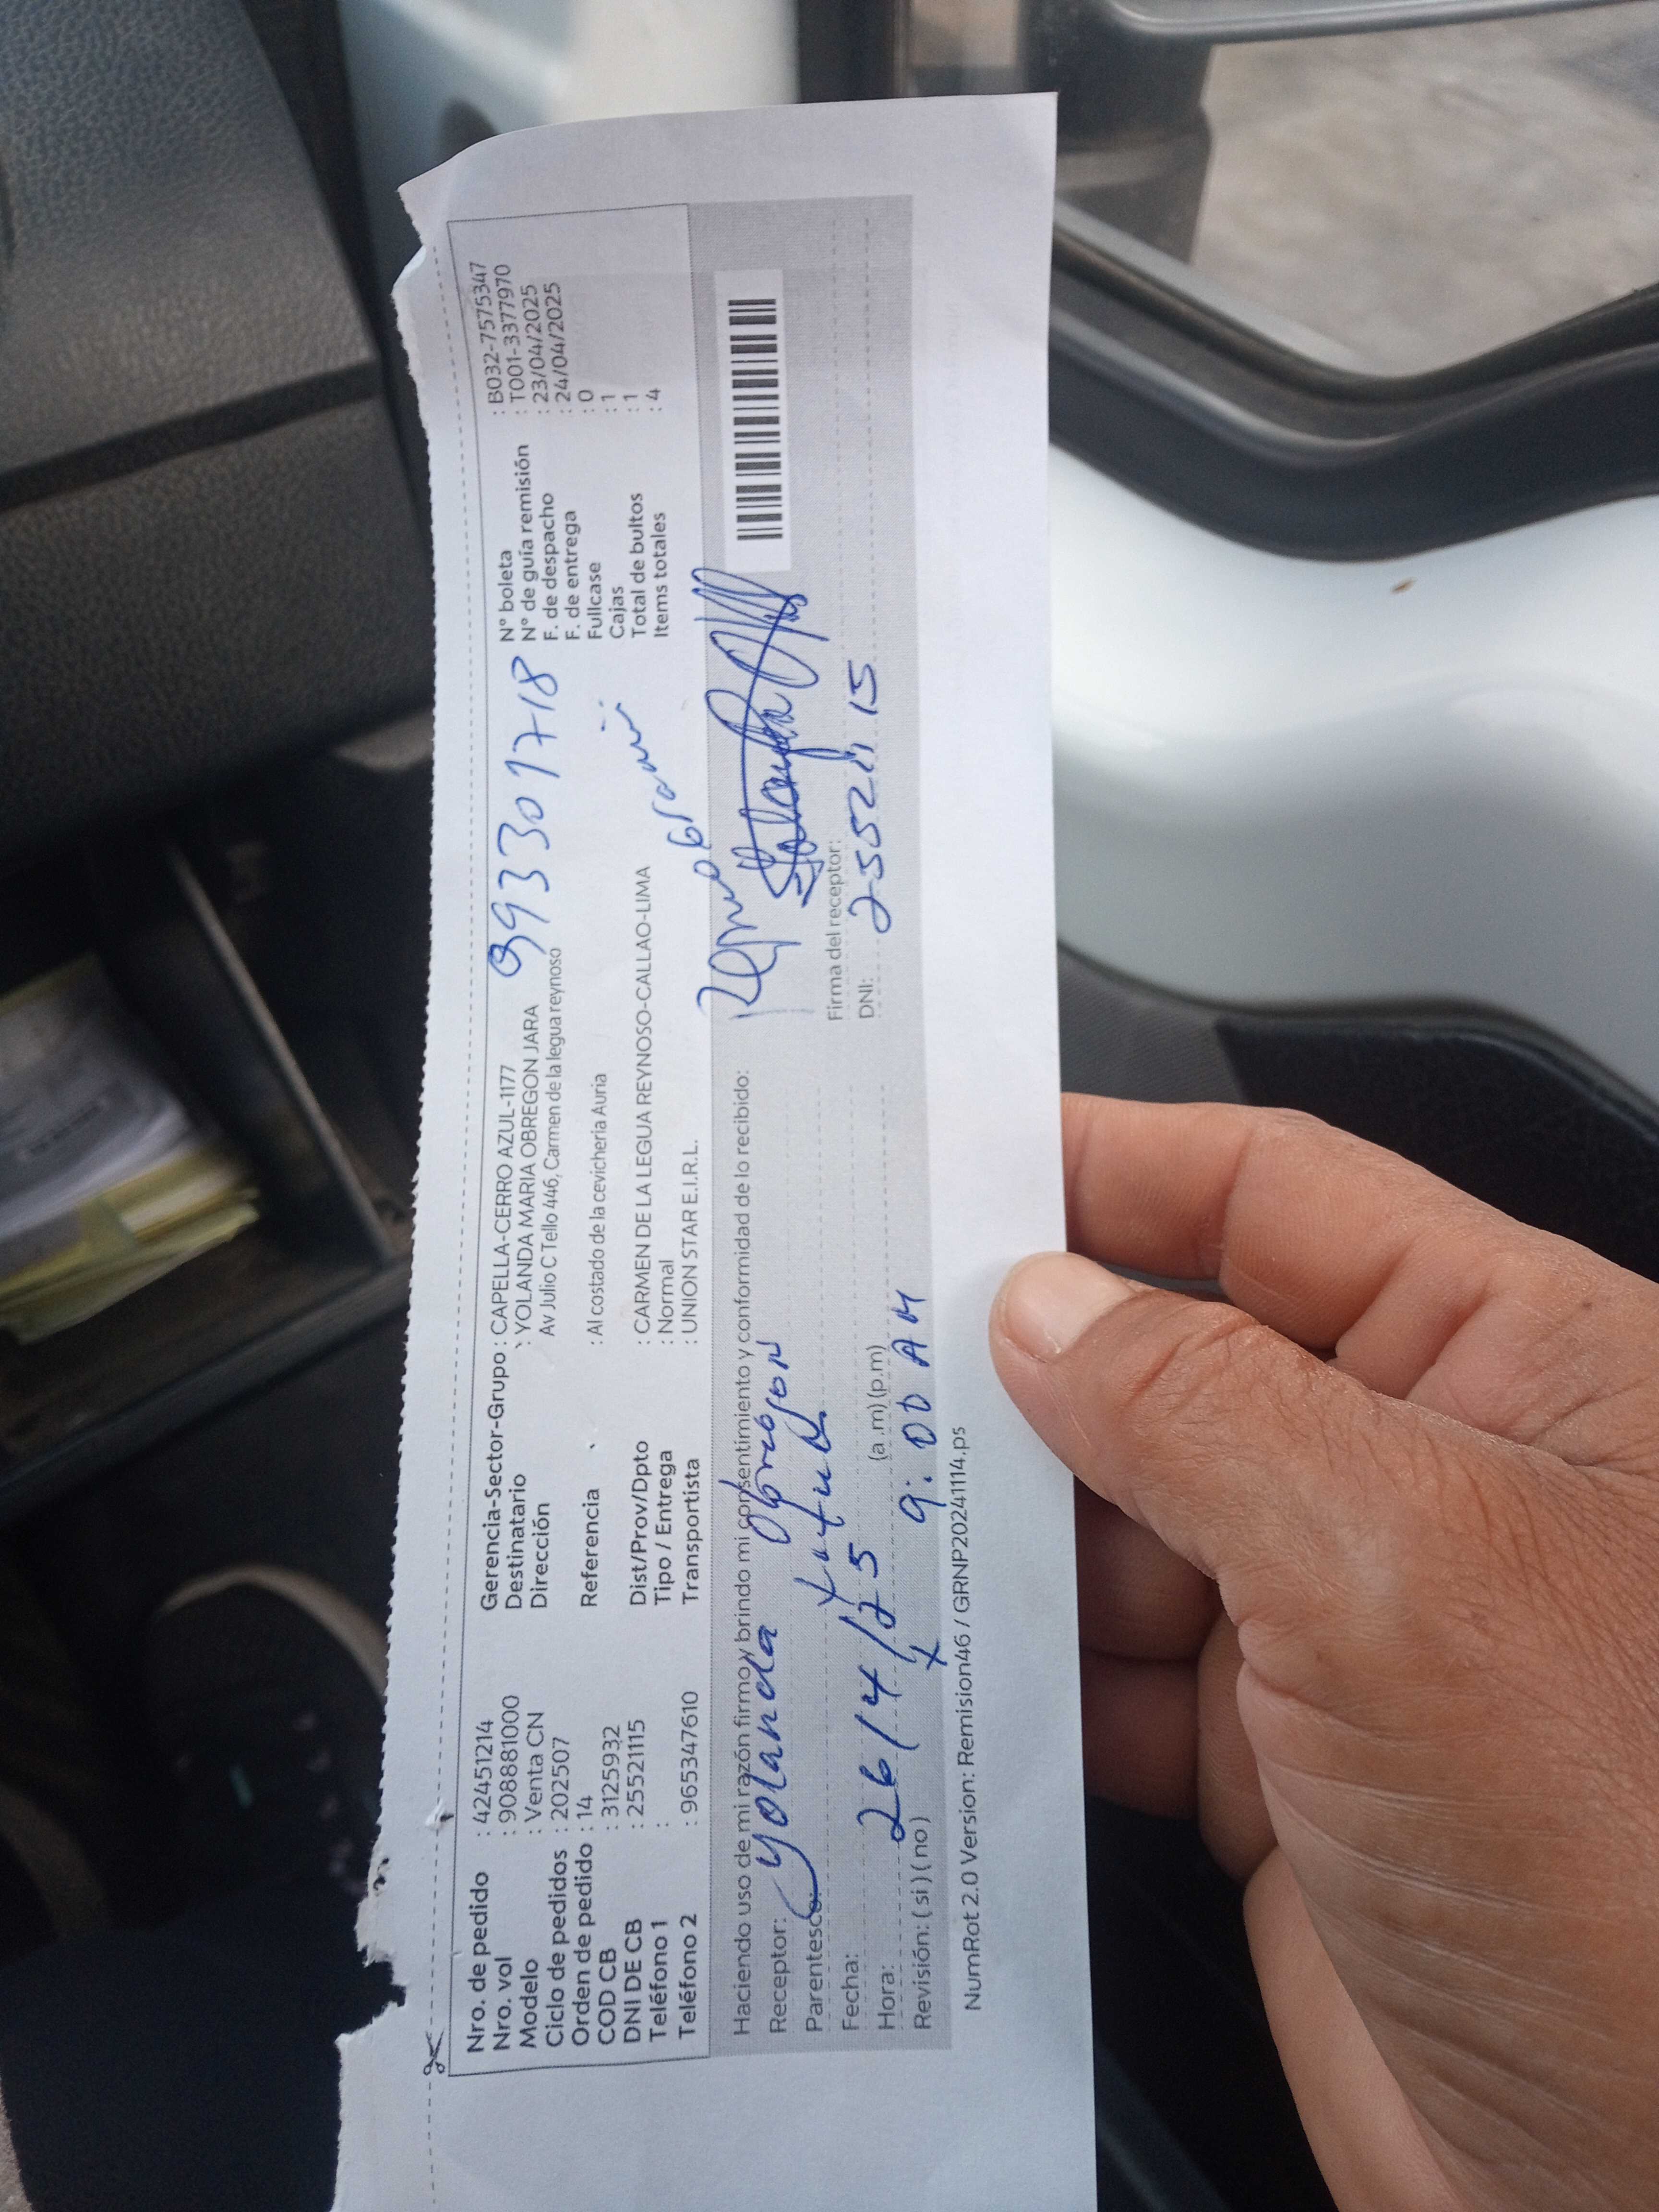 Nro. de pedido : 42451214
Nro. vol : 908881000
Modelo : Venta CN
Ciclo de pedidos : 202507
Orden de pedido : 14
COD CB : 3125932
DNI DE CB : 25521115
Teléfono 1 :
Teléfono 2 : 965347610
Gerencia-Sector-Grupo : CAPELLA-CERRO AZUL-1177
Destinatario : YOLANDA MARIA OBREGON JARA
Dirección Av Julio C Tello 446, Carmen de la legua reynoso
993301718
Referencia : Al costado de la cevicheria Auria
Dist/Prov/Dpto : CARMEN DE LA LEGUA REYNOSO-CALLAO-LIMA
Tipo / Entrega : Normal
Transportista : UNION STAR E.I.R.L.
N° boleta : B032-7575347
N° de guía remisión : T001-3377970
F. de despacho : 23/04/2025
F. de entrega : 24/04/2025
Fullcase : 0
Cajas : 1
Total de bultos : 1
Items totales : 4
Haciendo uso de mi razón firmo y brindo mi consentimiento y conformidad de lo recibido:
Receptor: Yolanda Obregon
Parentesco: titular
Fecha: 26/4/25
Hora: (a.m) (p.m) 9:00 AM
Revisión: ( si ) ( no ) x
Firma del receptor:
DNI: 25521115
NumRot 2.0 Version: Remision46 / GRNP20241114.ps